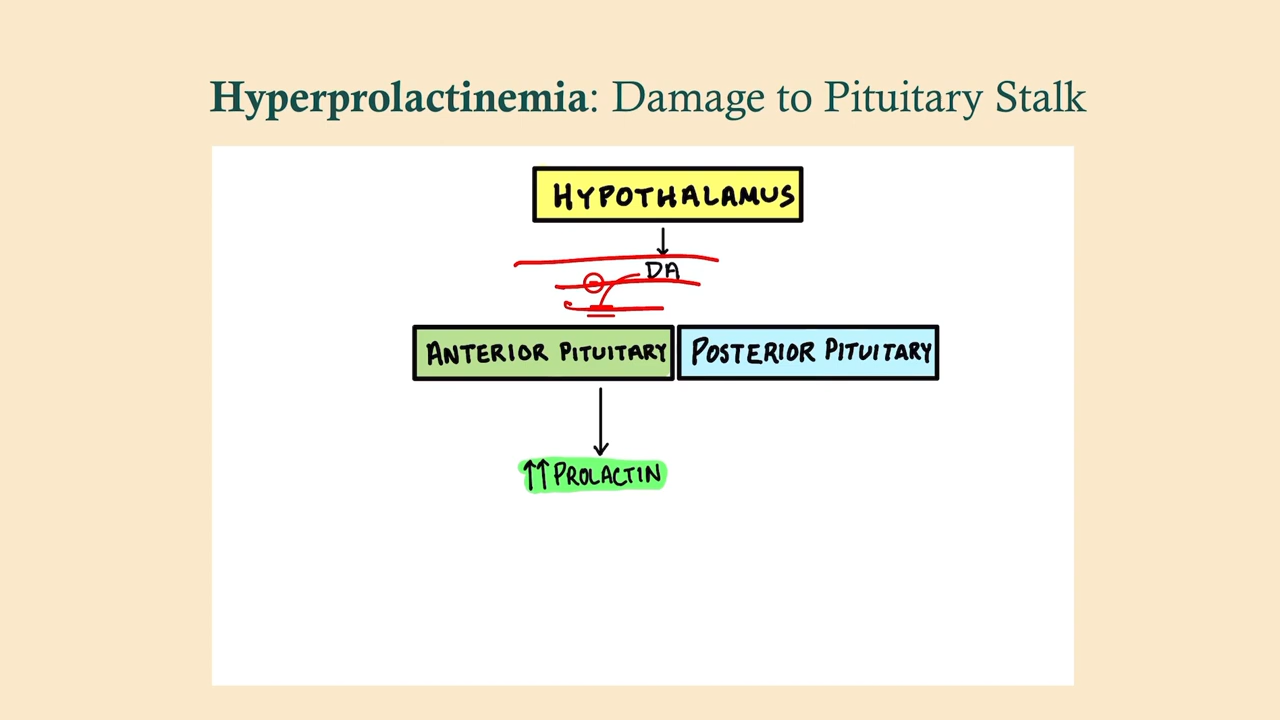 Hyperprolactinemia: Damage to Pituitary Stalk
HYPOTHALAMUS
DA
ANTERIOR PITUITARY
POSTERIOR PITUITARY
↑↑PROLACTIN